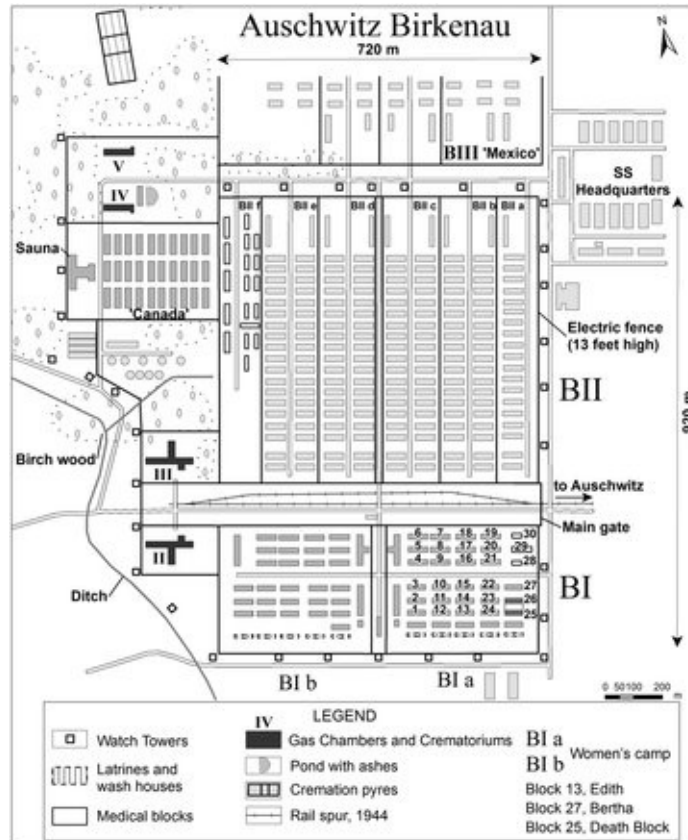 Auschwitz Birkenau
720 m
N
BIII 'Mexico'
V
IV
SS
Headquarters
BII f
BII e
BII d
BII c
BII b
BII a
Sauna
'Canada'
Electric fence
(13 feet high)
BII
920 m
Birch wood
III
to Auschwitz
Main gate
II
6 7 18 19 30
5 8 17 20 29
4 9 16 21 28
BI
Ditch
3 10 15 22 27
2 11 14 23 26
1 12 13 24 25
BI b
BI a
0 50 100 200
m
LEGEND
Watch Towers
Latrines and
wash houses
Medical blocks
IV
Gas Chambers and Crematoriums
Pond with ashes
Cremation pyres
Rail spur, 1944
BI a
BI b
Women's camp
Block 13, Edith
Block 27, Bertha
Block 25, Death Block